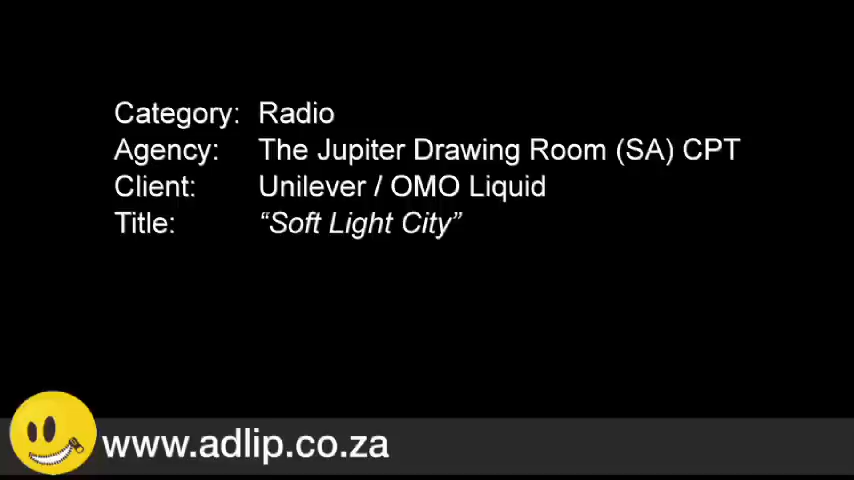 Category: Radio
Agency: The Jupiter Drawing Room (SA) CPT
Client: Unilever / OMO Liquid
Title: “Soft Light City”
www.adlip.co.za